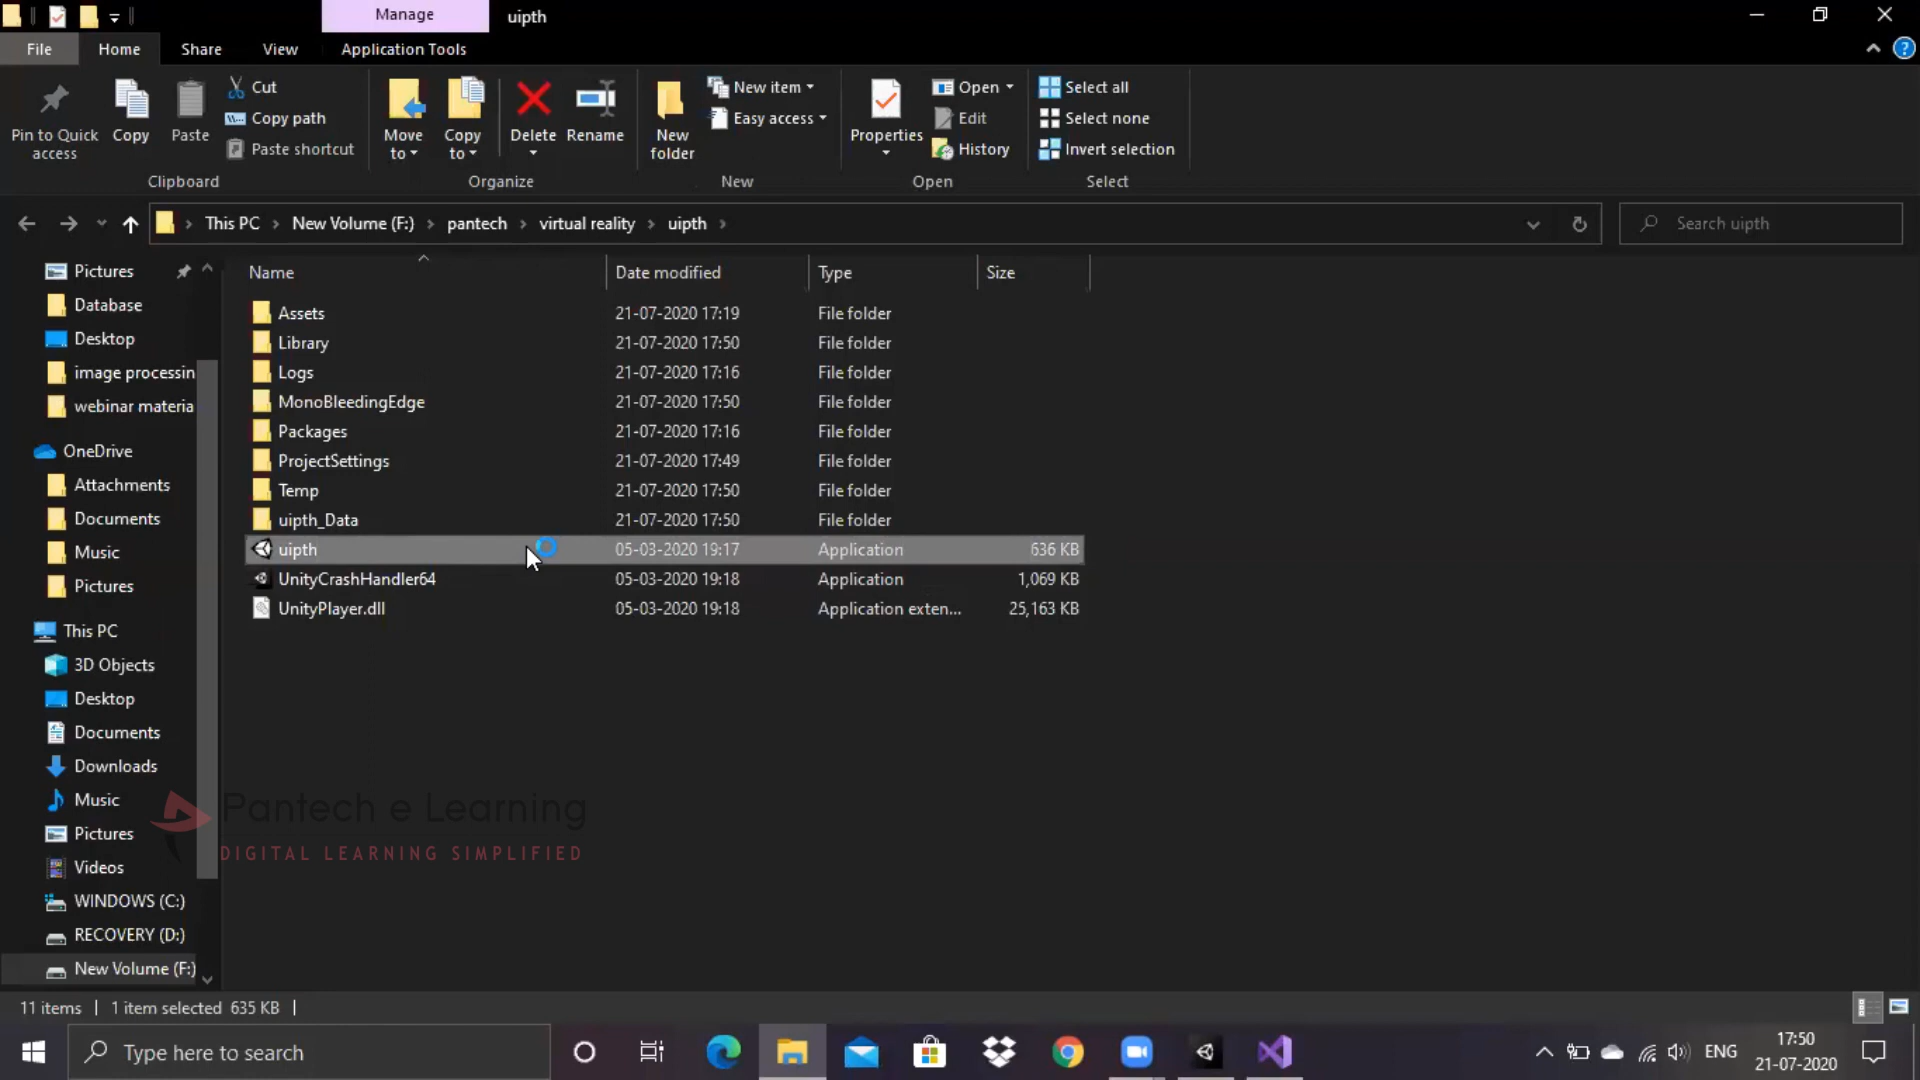 Manage uipth
File Home Share View Application Tools
Pin to Quick access Copy Paste Cut Copy path Paste shortcut Move to Copy to Delete Rename New folder New item Easy access Properties Open Edit History Select all Select none Invert selection
Clipboard Organize New Open Select
This PC New Volume (F:) pantech virtual reality uipth Search uipth
Name Date modified Type Size
Assets 21-07-2020 17:19 File folder
Library 21-07-2020 17:50 File folder
Logs 21-07-2020 17:16 File folder
MonoBleedingEdge 21-07-2020 17:50 File folder
Packages 21-07-2020 17:16 File folder
ProjectSettings 21-07-2020 17:49 File folder
Temp 21-07-2020 17:50 File folder
uipth_Data 21-07-2020 17:50 File folder
uipth 05-03-2020 19:17 Application 636 KB
UnityCrashHandler64 05-03-2020 19:18 Application 1,069 KB
UnityPlayer.dll 05-03-2020 19:18 Application exten... 25,163 KB
Pictures
Database
Desktop
image processin
webinar materia
OneDrive
Attachments
Documents
Music
Pictures
This PC
3D Objects
Desktop
Documents
Downloads
Music
Pictures
Videos
WINDOWS (C:)
RECOVERY (D:)
New Volume (F:)
Pantech e Learning
DIGITAL LEARNING SIMPLIFIED
11 items 1 item selected 635 KB
Type here to search
ENG
17:50
21-07-2020